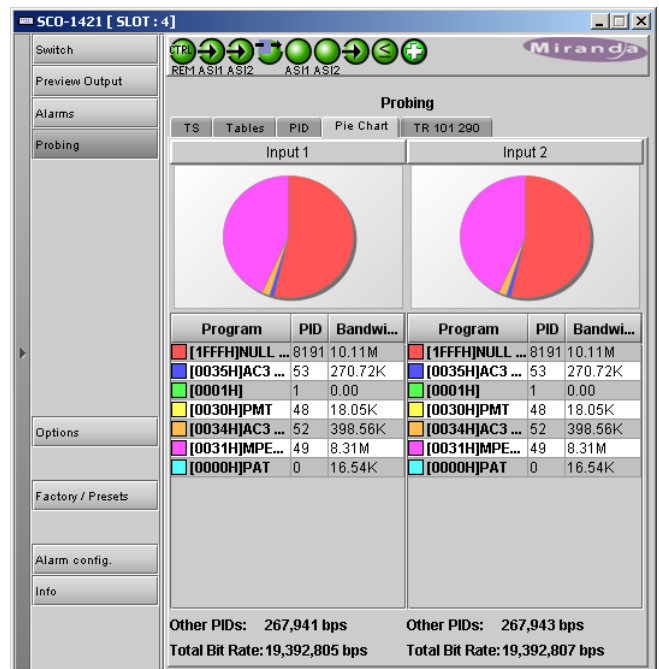 SCO-1421 [ SLOT : 4]
Switch
Preview Output
Alarms
Probing
Options
Factory / Presets
Alarm config.
Info
CTRL
REM ASI1 ASI2 ASI1 ASI2
Miranda
Probing
TS Tables PID Pie Chart TR 101 290
Input 1 Input 2
Program PID Bandwi... Program PID Bandwi...
[1FFFH]NULL ... 8191 10.11M [1FFFH]NULL ... 8191 10.11M
[0035H]AC3 ... 53 270.72K [0035H]AC3 ... 53 270.72K
[0001H] 1 0.00 [0001H] 1 0.00
[0030H]PMT 48 18.05K [0030H]PMT 48 18.05K
[0034H]AC3 ... 52 398.56K [0034H]AC3 ... 52 398.56K
[0031H]MPE... 49 8.31M [0031H]MPE... 49 8.31M
[0000H]PAT 0 16.54K [0000H]PAT 0 16.54K
Other PIDs: 267,941 bps Other PIDs: 267,943 bps
Total Bit Rate: 19,392,805 bps Total Bit Rate: 19,392,807 bps